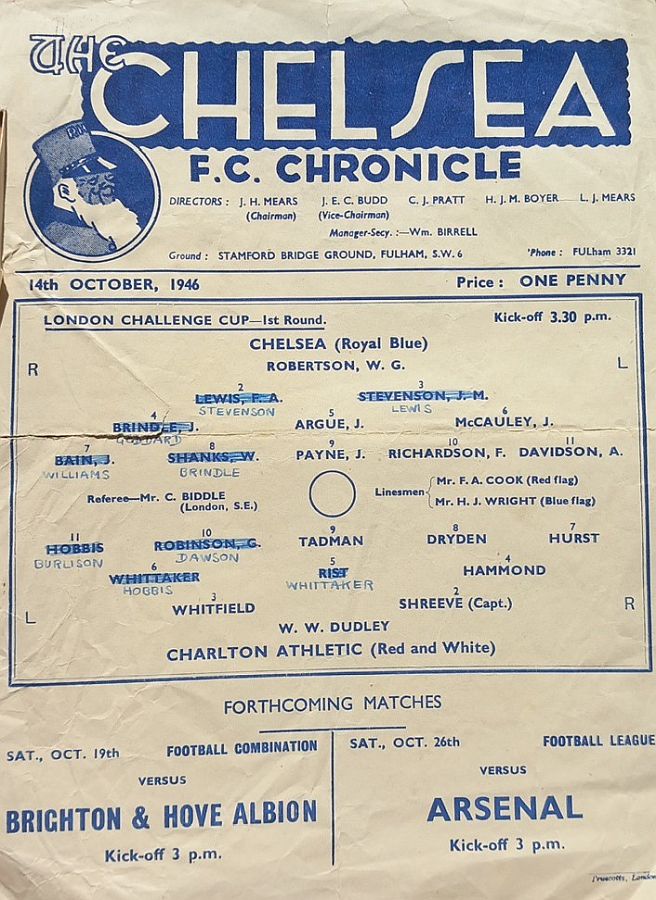 THE CHELSEA
F.C. CHRONICLE
DIRECTORS: J. H. MEARS J. E. C. BUDD C. J. PRATT H. J. M. BOYER L. J. MEARS
(Chairman) (Vice-Chairman)
Manager-Secy. :—Wm. BIRRELL
Ground: STAMFORD BRIDGE GROUND, FULHAM, S.W.6 'Phone: FULham 3321
14th OCTOBER, 1946 Price: ONE PENNY
LONDON CHALLENGE CUP—1st Round. Kick-off 3.30 p.m.
CHELSEA (Royal Blue)
R ROBERTSON, W. G. L
2 3
LEWIS, F. A. STEVENSON, J. M.
STEVENSON LEWIS
4 5 6
BRIND, E, J. ARGUE, J. McCAULEY, J.
GODDARD
7 8 9 10 11
BAIN, J. SHANKS, W. PAYNE, J. RICHARDSON, F. DAVIDSON, A.
WILLIAMS BRINDLE
Referee—Mr. C. BIDDLE
(London, S.E.)
Linesmen Mr. F. A. COOK (Red flag)
Mr. H. J. WRIGHT (Blue flag)
11 10 9 8 7
HOBBIS ROBINSON, G. TADMAN DRYDEN HURST
BURLISON DAWSON
6 5 4
WHITTAKER RIST HAMMOND
HOBBIS WHITTAKER
3 2
L WHITFIELD SHREEVE (Capt.) R
W. W. DUDLEY
CHARLTON ATHLETIC (Red and White)
FORTHCOMING MATCHES
SAT., OCT. 19th FOOTBALL COMBINATION
VERSUS
BRIGHTON & HOVE ALBION
Kick-off 3 p.m.
SAT., OCT. 26th FOOTBALL LEAGUE
VERSUS
ARSENAL
Kick-off 3 p.m.
Pruscotts, London